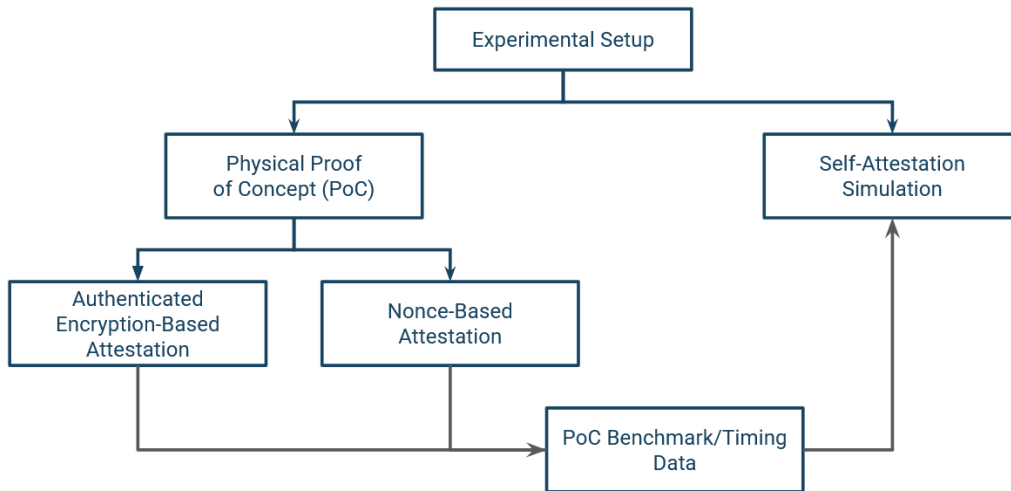 Experimental Setup
Physical Proof
of Concept (PoC)
Self-Attestation
Simulation
Authenticated
Encryption-Based
Attestation
Nonce-Based
Attestation
PoC Benchmark/Timing
Data